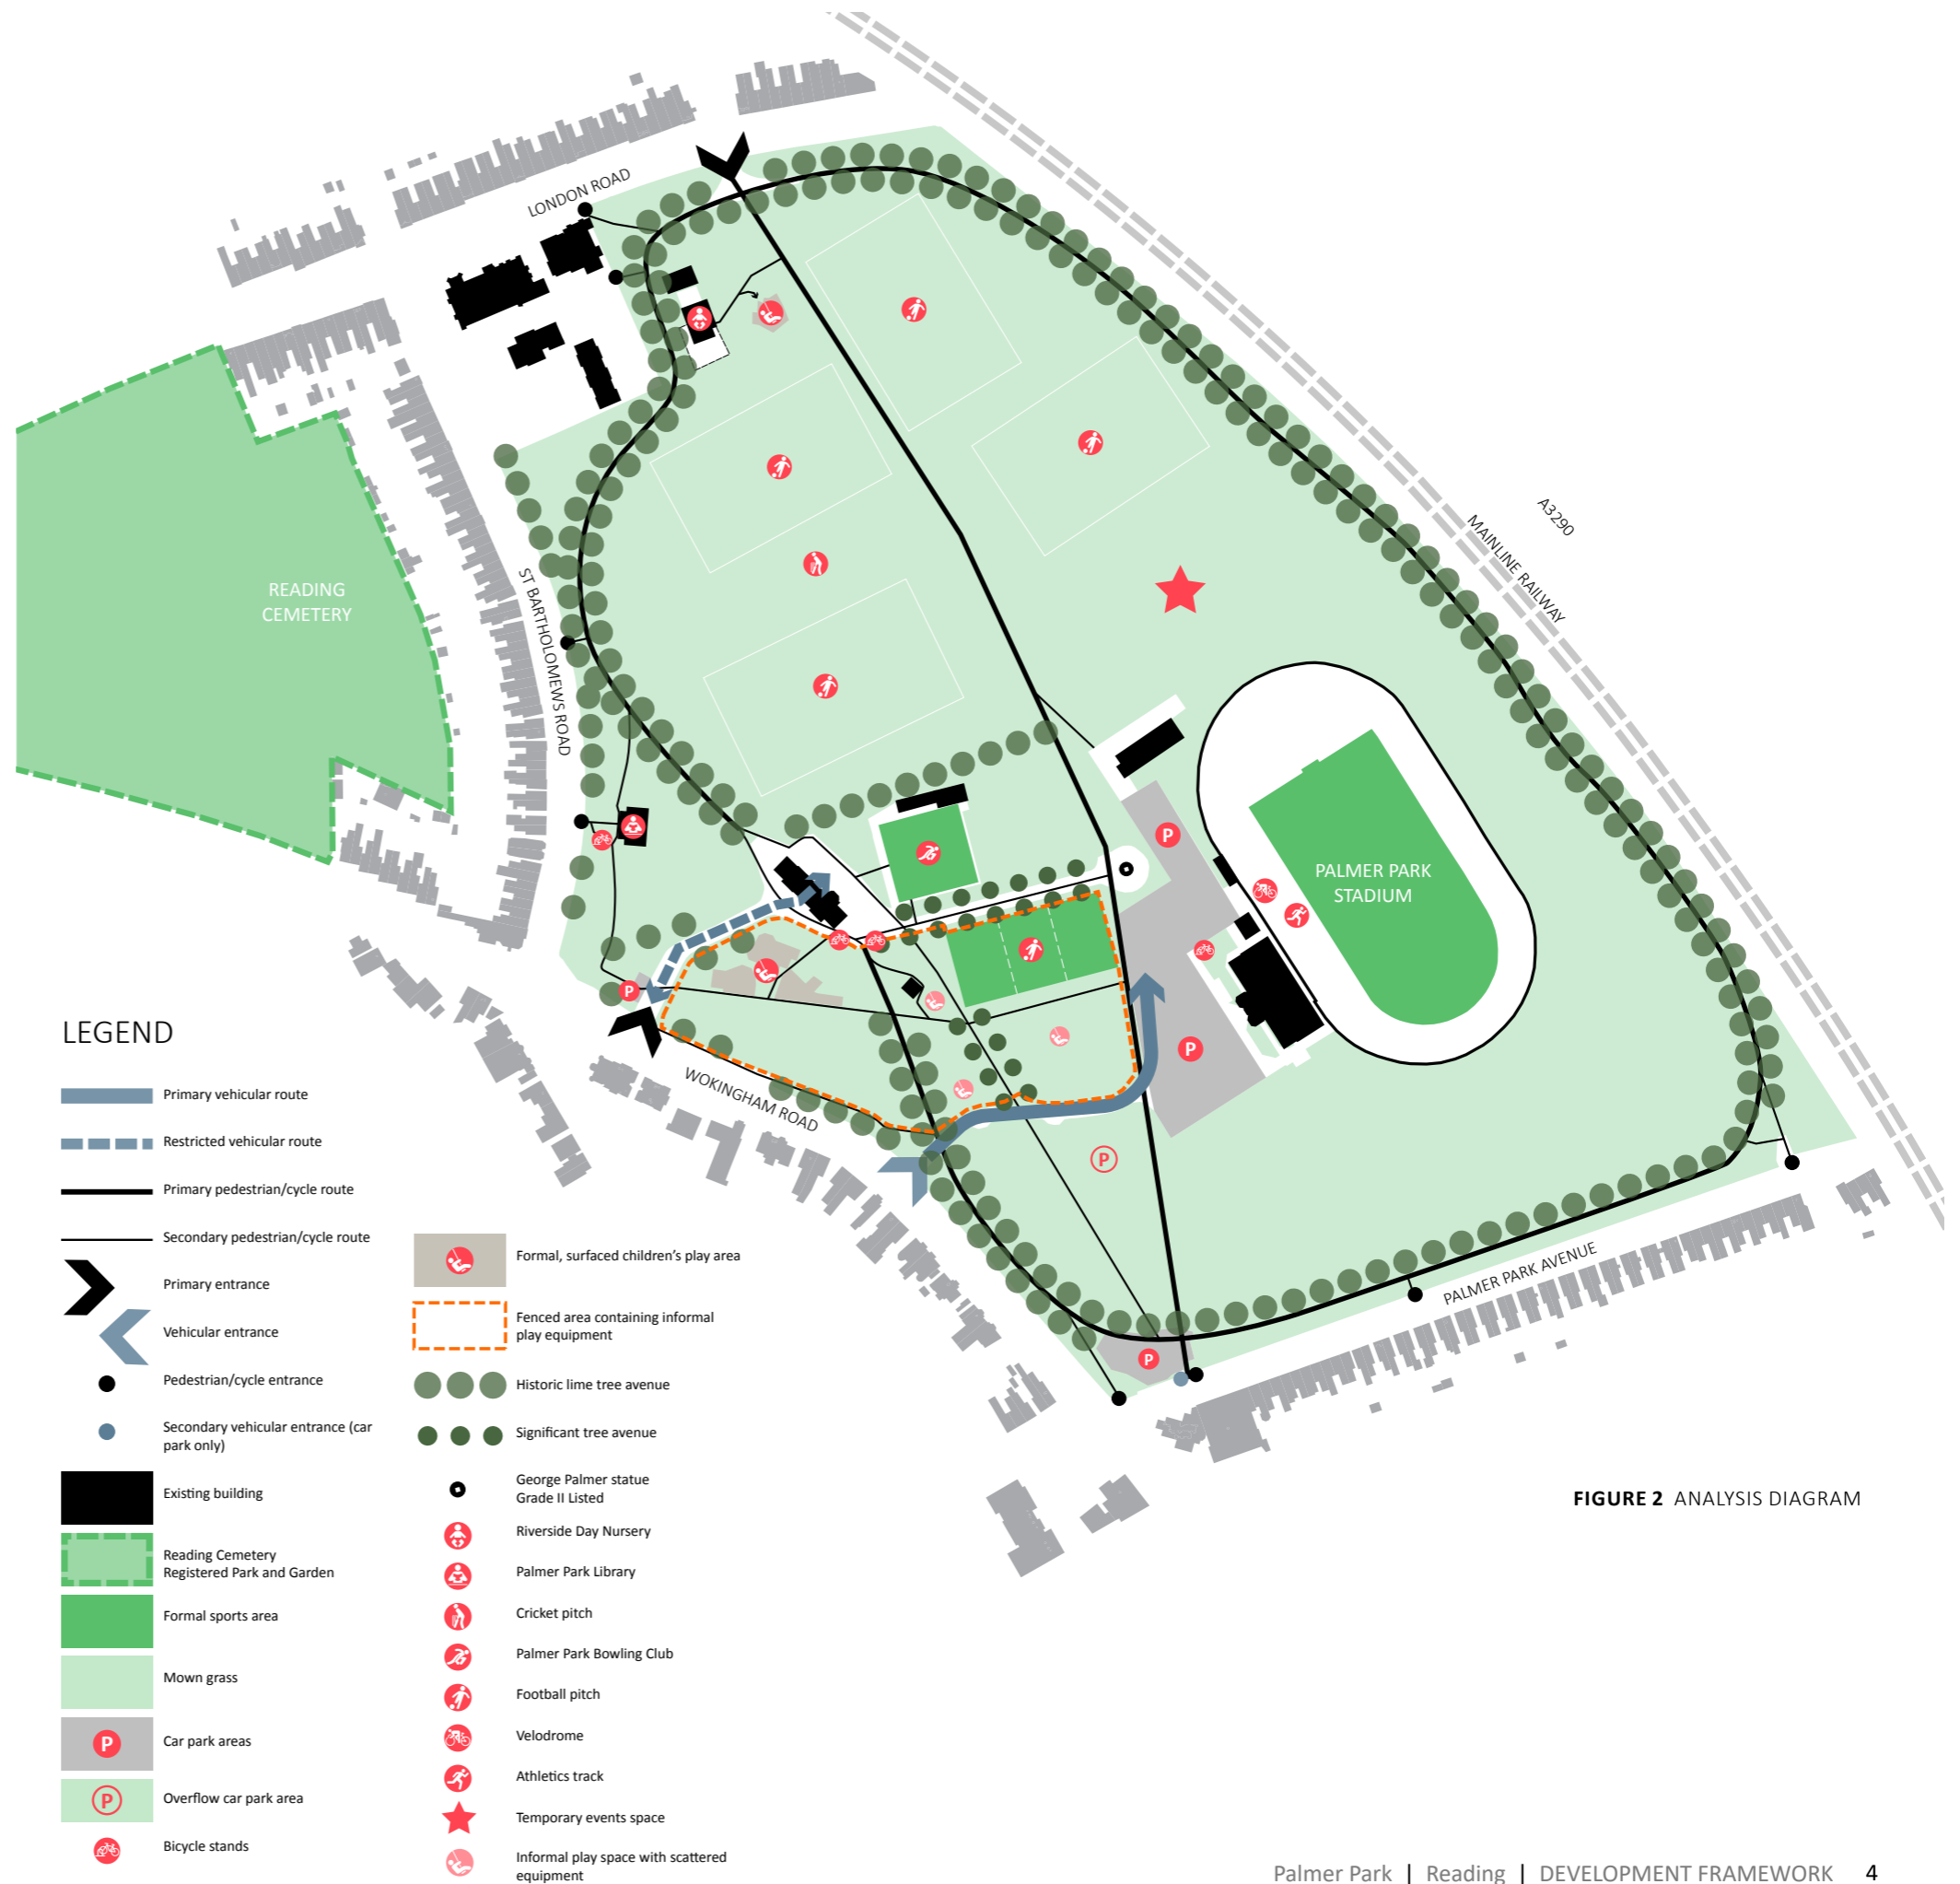 LONDON ROAD
A3290
MAINLINE RAILWAY
READING
CEMETERY
ST BARTHOLOMEWS ROAD
P
PALMER PARK
STADIUM
P
P
WOKINGHAM ROAD
P
PALMER PARK AVENUE
P
LEGEND
Primary vehicular route
Restricted vehicular route
Primary pedestrian/cycle route
Secondary pedestrian/cycle route
Primary entrance
Vehicular entrance
Pedestrian/cycle entrance
Secondary vehicular entrance (car
park only)
Existing building
Reading Cemetery
Registered Park and Garden
Formal sports area
Mown grass
P
Car park areas
P
Overflow car park area
Bicycle stands
Formal, surfaced children's play area
Fenced area containing informal
play equipment
Historic lime tree avenue
Significant tree avenue
George Palmer statue
Grade II Listed
Riverside Day Nursery
Palmer Park Library
Cricket pitch
Palmer Park Bowling Club
Football pitch
Velodrome
Athletics track
Temporary events space
Informal play space with scattered
equipment
FIGURE 2 ANALYSIS DIAGRAM
Palmer Park | Reading | DEVELOPMENT FRAMEWORK 4